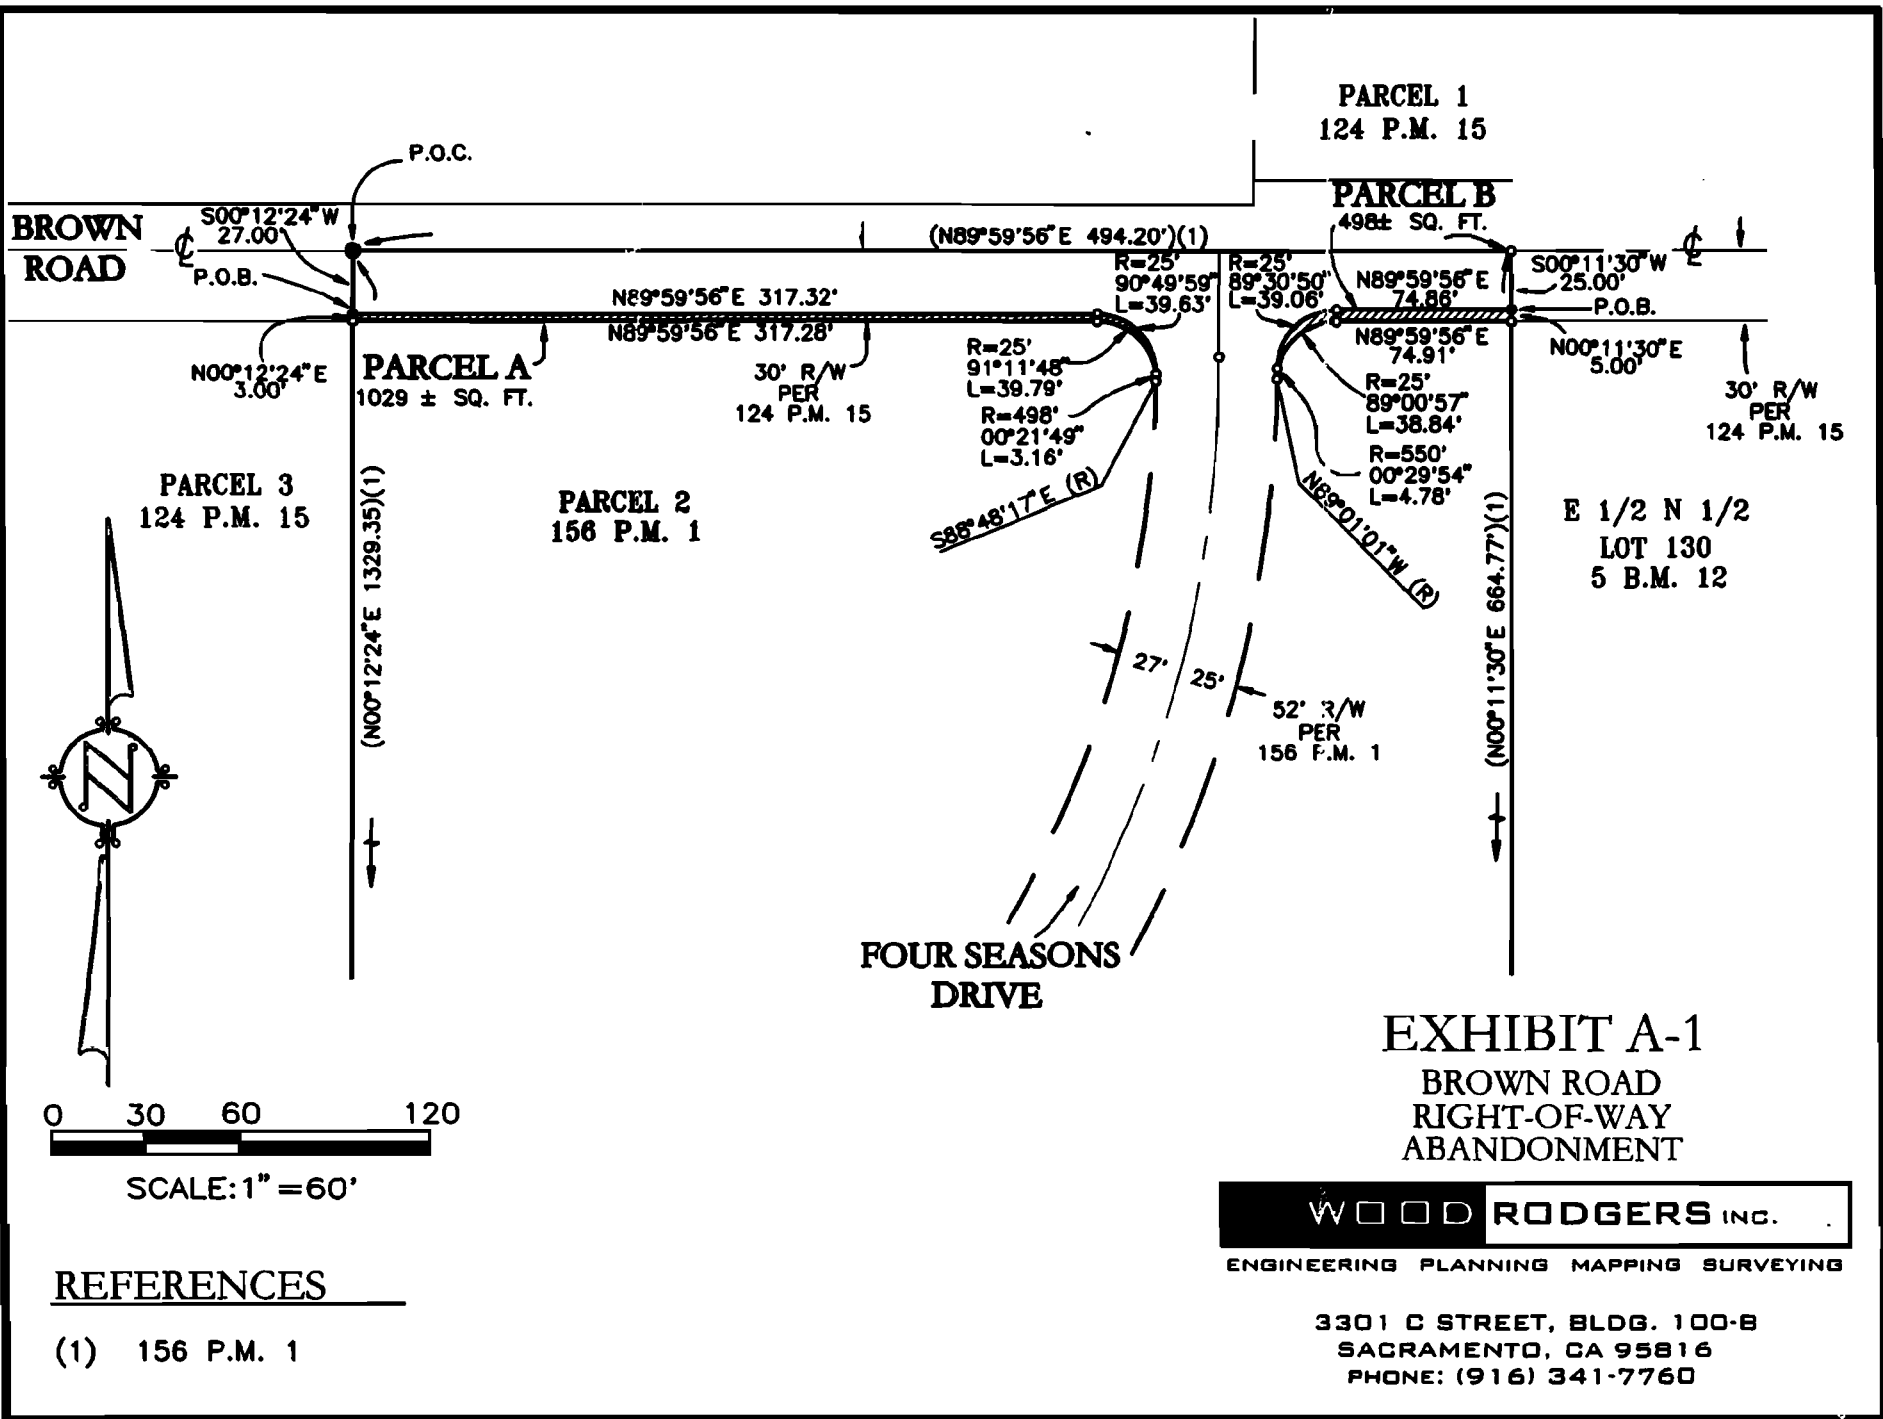 PARCEL 1
124 P.M. 15
P.O.C.
PARCEL B
498± SQ. FT.
BROWN
ROAD
℄
S00°12'24"W
27.00'
P.O.B.
(N89°59'56"E 494.20')(1)
℄
S00°11'30"W
25.00'
P.O.B.
R=25'
90°49'59"
L=39.63'
R=25'
89°30'50"
L=39.06'
N89°59'56"E
74.86'
N89°59'56"E 317.32'
N89°59'56"E 317.28'
N89°59'56"E
74.91'
N00°11'30"E
5.00'
N00°12'24"E
3.00'
PARCEL A
1029 ± SQ. FT.
30' R/W
PER
124 P.M. 15
R=25'
91°11'48"
L=39.79'
R=498'
00°21'49"
L=3.16'
R=25'
89°00'57"
L=38.84'
R=550'
00°29'54"
L=4.78'
30' R/W
PER
124 P.M. 15
PARCEL 3
124 P.M. 15
(N00°12'24"E 1329.35)(1)
PARCEL 2
156 P.M. 1
S88°48'17"E (R)
N89°01'01"W (R)
(N00°11'30"E 664.77')(1)
E 1/2 N 1/2
LOT 130
5 B.M. 12
27'
25'
52' R/W
PER
156 P.M. 1
N
FOUR SEASONS
DRIVE
0 30 60 120
SCALE:1"=60'
REFERENCES
(1) 156 P.M. 1
EXHIBIT A-1
BROWN ROAD
RIGHT-OF-WAY
ABANDONMENT
WOOD RODGERS INC.
ENGINEERING PLANNING MAPPING SURVEYING
3301 C STREET, BLDG. 100-B
SACRAMENTO, CA 95816
PHONE: (916) 341-7760